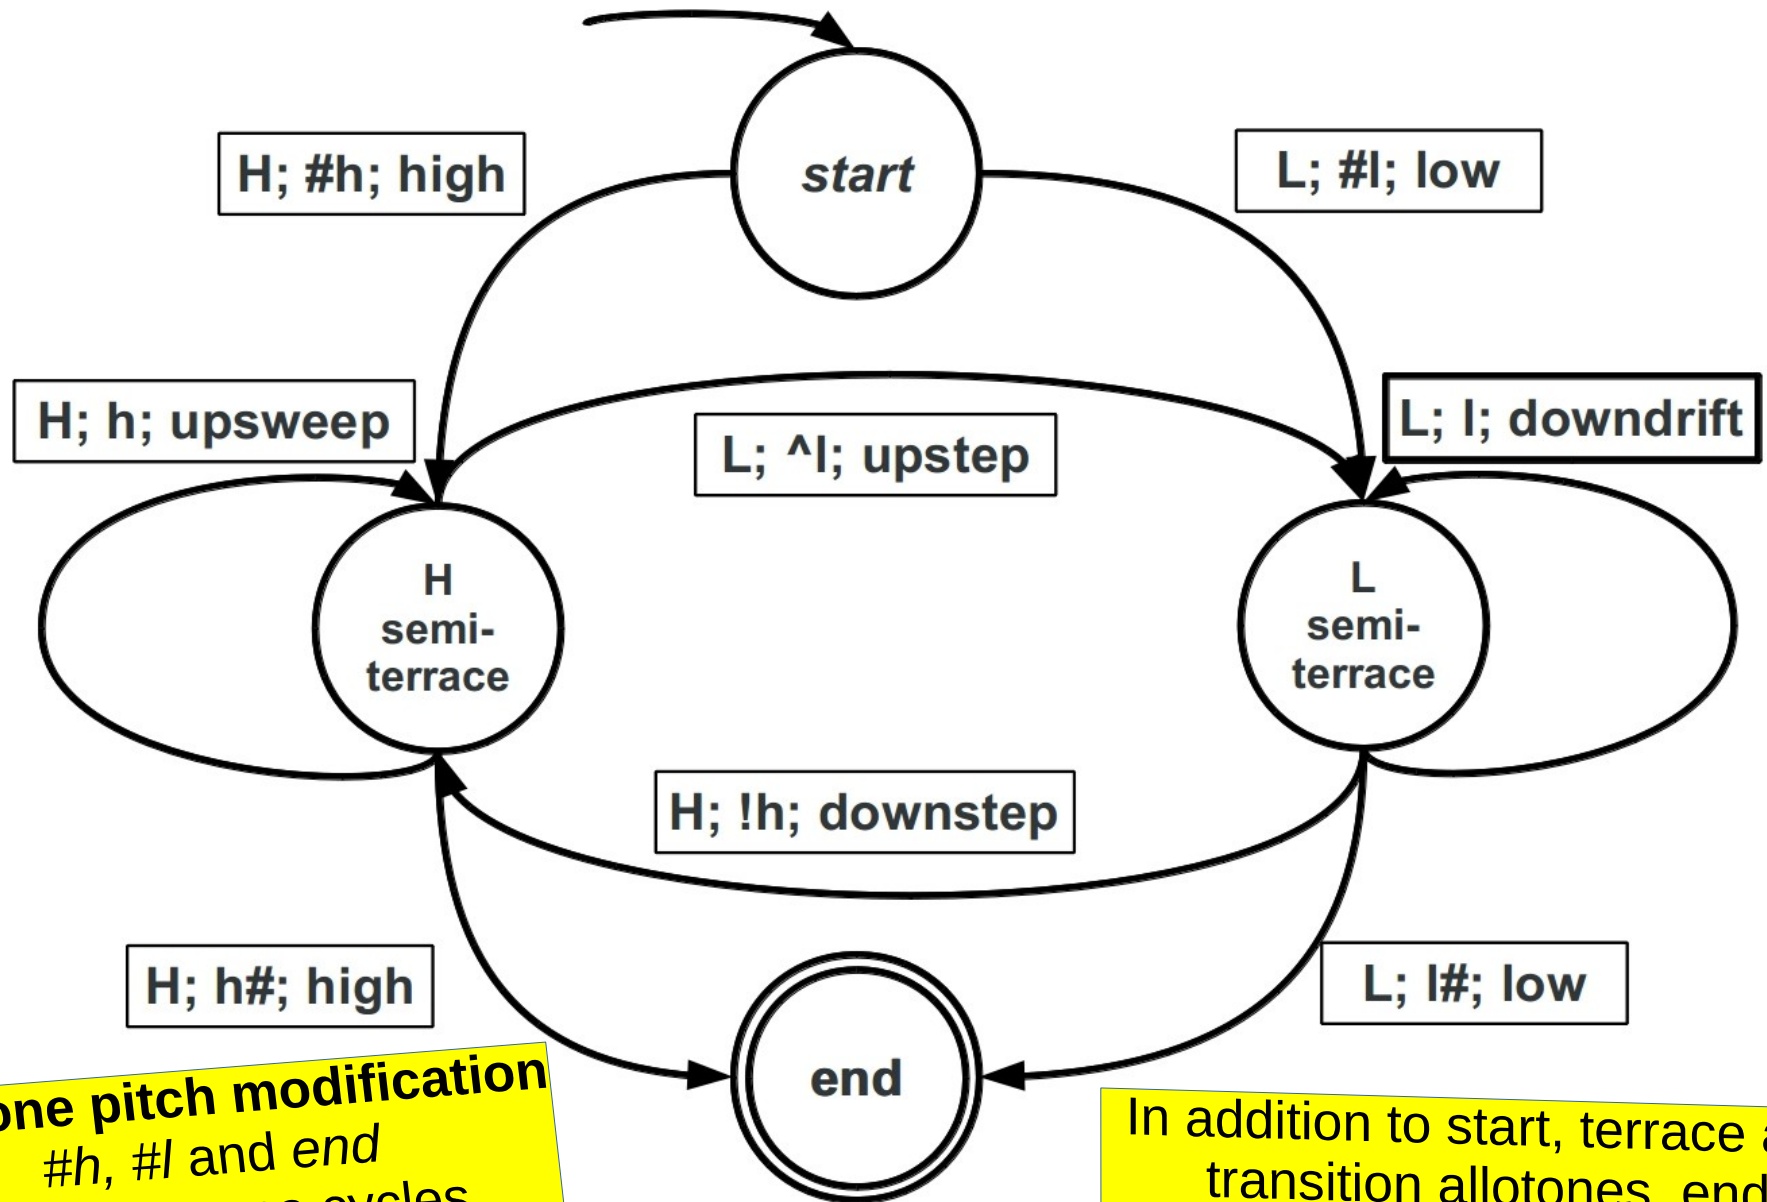 start
H; #h; high
L; #l; low
H; h; upsweep
L; l; downdrift
L; ^l; upstep
H
semi-
terrace
L
semi-
terrace
H; !h; downstep
H; h#; high
L; l#; low
end
pitch modification
#h, #l and end
cycles
In addition to start, terrace
transition allotones, end